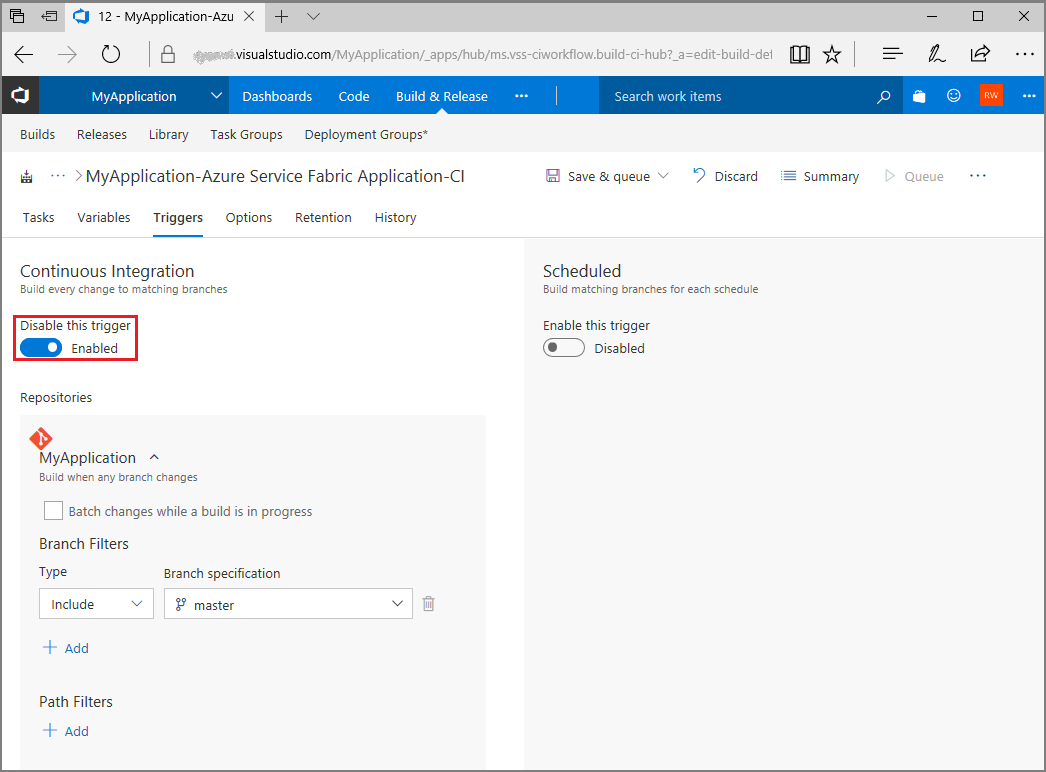 12 - MyApplication-Azu
.visualstudio.com/MyApplication/_apps/hub/ms.vss-ciworkflow.build-ci-hub?_a=edit-build-def
MyApplication Dashboards Code Build & Release Search work items RW
Builds Releases Library Task Groups Deployment Groups*
MyApplication-Azure Service Fabric Application-CI Save & queue Discard Summary Queue
Tasks Variables Triggers Options Retention History
Continuous Integration
Build every change to matching branches
Disable this trigger
Enabled
Repositories
MyApplication
Build when any branch changes
Batch changes while a build is in progress
Branch Filters
Type Branch specification
Include master
+ Add
Path Filters
+ Add
Scheduled
Build matching branches for each schedule
Enable this trigger
Disabled